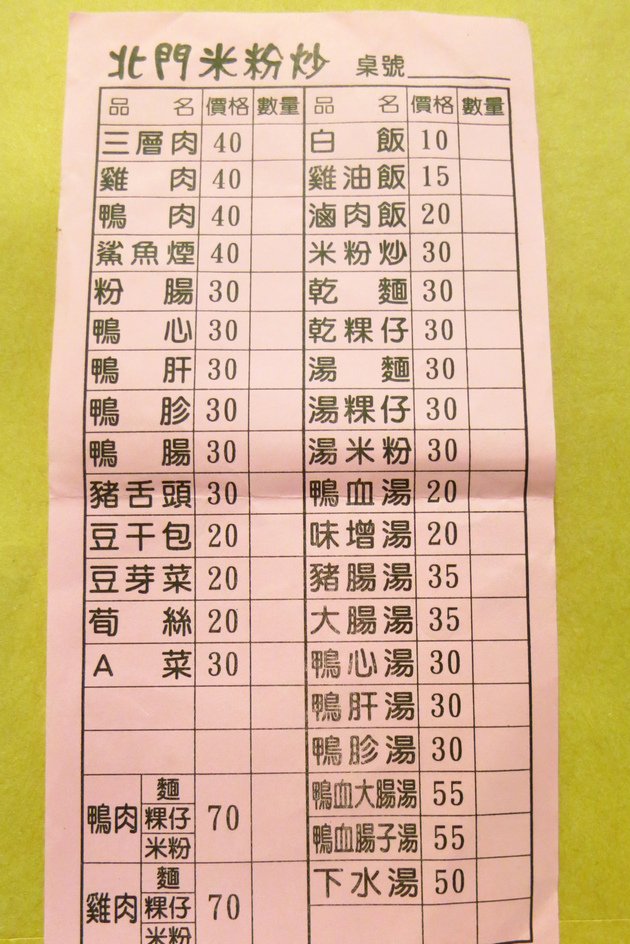 北門米粉炒 桌號
品名 價格 數量 品名 價格 數量
三層肉 40 白飯 10
雞肉 40 雞油飯 15
鴨肉 40 滷肉飯 20
鯊魚煙 40 米粉炒 30
粉腸 30 乾麵 30
鴨心 30 乾粿仔 30
鴨肝 30 湯麵 30
鴨胗 30 湯粿仔 30
鴨腸 30 湯米粉 30
豬舌頭 30 鴨血湯 20
豆干包 20 味增湯 20
豆芽菜 20 豬腸湯 35
荀絲 20 大腸湯 35
A菜 30 鴨心湯 30
鴨肝湯 30
鴨胗湯 30
鴨肉 麵 粿仔 米粉 70 鴨血大腸湯 55
鴨血腸子湯 55
雞肉 麵 粿仔 米粉 70 下水湯 50